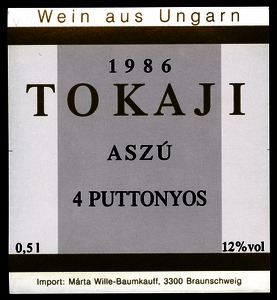 Wein aus Ungarn
1986
TOKAJI
ASZÚ
4 PUTTONYOS
0,5 l 12% vol
Import: Márta Wille-Baumkauff, 3300 Braunschweig